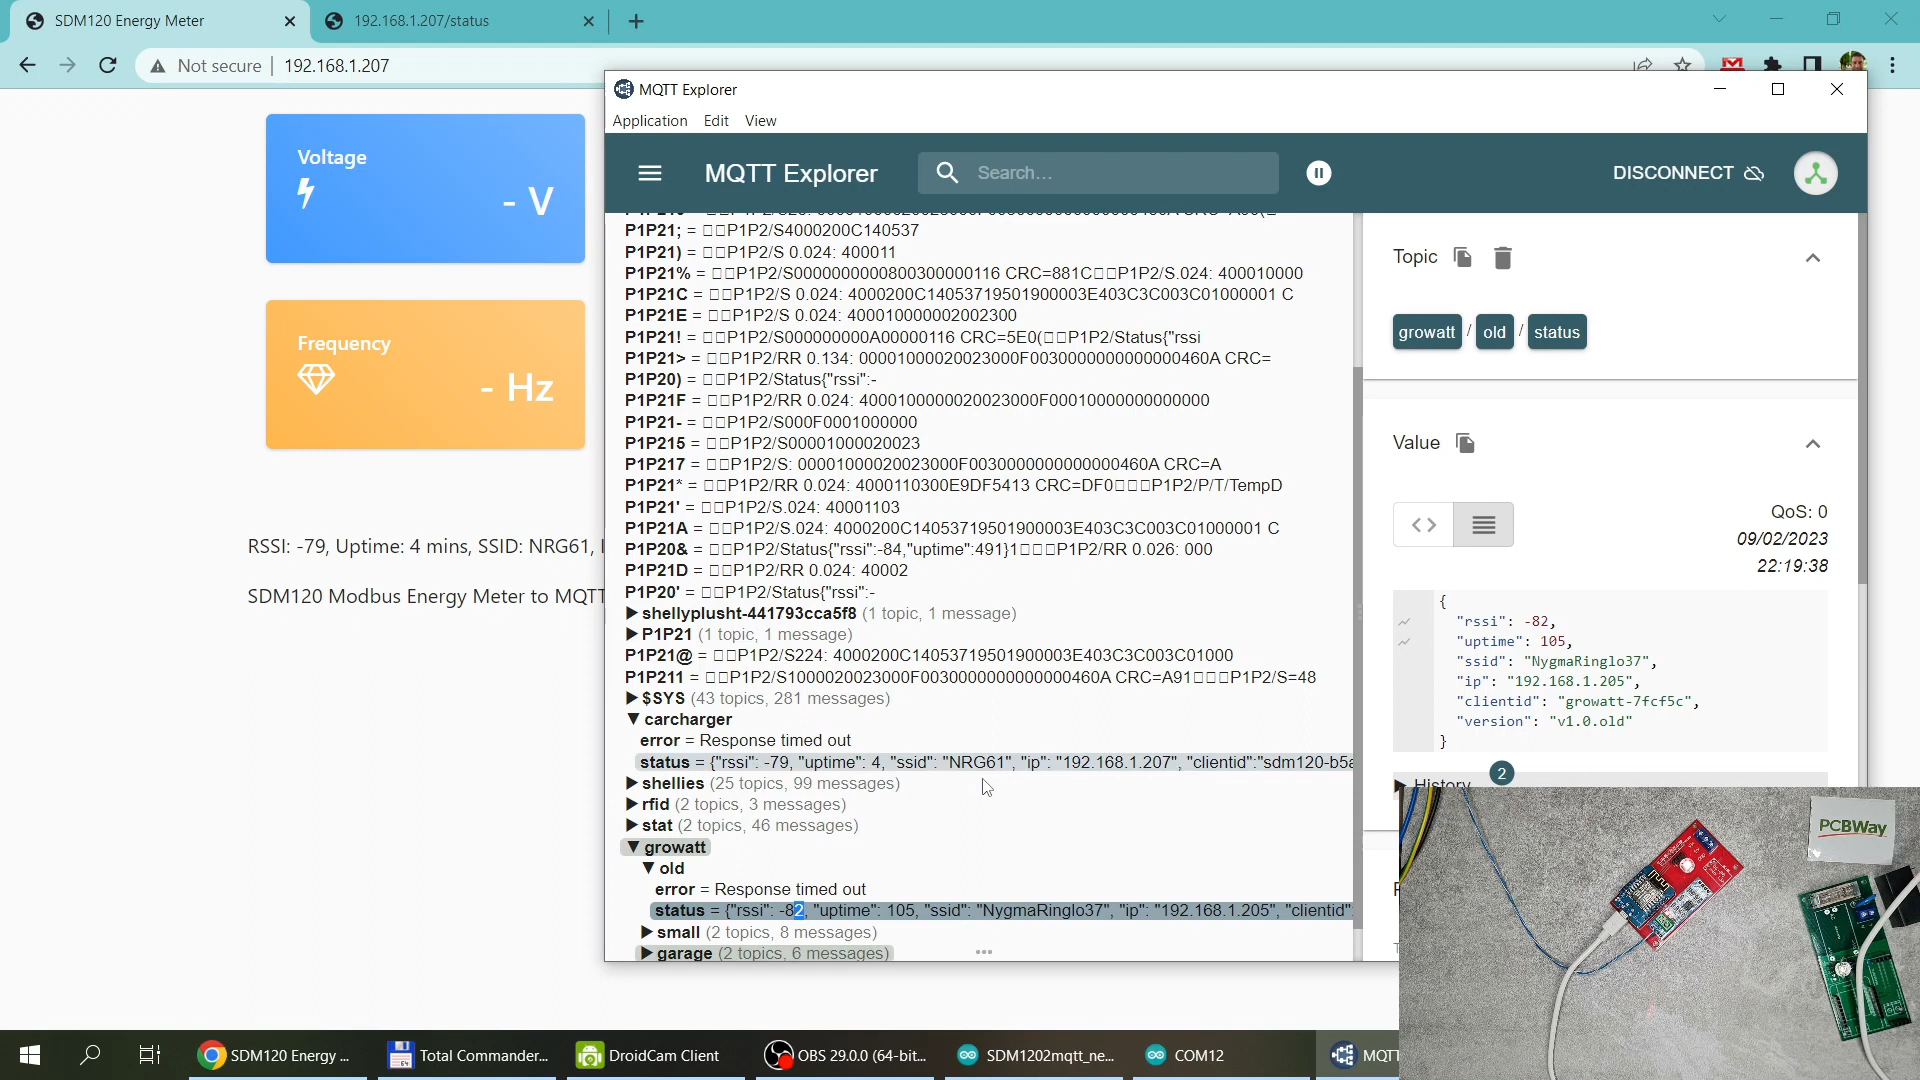 SDM120 Energy Meter
192.168.1.207/status
Not secure
192.168.1.207
MQTT Explorer
Application Edit View
MQTT Explorer
Search...
DISCONNECT
Voltage
- V
Frequency
- Hz
RSSI: -79, Uptime: 4 mins, SSID: NRG61,
SDM120 Modbus Energy Meter to MQTT
P1P21; = □□P1P2/S4000200C140537
P1P21) = □□P1P2/S 0.024: 400011
P1P21% = □□P1P2/S0000000000800300000116 CRC=881C□□P1P2/S.024: 400010000
P1P21C = □□P1P2/S 0.024: 4000200C14053719501900003E403C3C003C01000001 C
P1P21E = □□P1P2/S 0.024: 400010000002002300
P1P21! = □□P1P2/S000000000A00000116 CRC=5E0(□□P1P2/Status{"rssi
P1P21> = □□P1P2/RR 0.134: 00001000020023000F0030000000000000460A CRC=
P1P20) = □□P1P2/Status{"rssi":-
P1P21F = □□P1P2/RR 0.024: 4000100000020023000F00010000000000000
P1P21- = □□P1P2/S000F0001000000
P1P215 = □□P1P2/S00001000020023
P1P217 = □□P1P2/S: 00001000020023000F0030000000000000460A CRC=A
P1P21* = □□P1P2/RR 0.024: 4000110300E9DF5413 CRC=DF0□□□P1P2/P/T/TempD
P1P21' = □□P1P2/S.024: 40001103
P1P21A = □□P1P2/S.024: 4000200C14053719501900003E403C3C003C01000001 C
P1P20& = □□P1P2/Status{"rssi":-84,"uptime":491}1□□□P1P2/RR 0.026: 000
P1P21D = □□P1P2/RR 0.024: 40002
P1P20' = □□P1P2/Status{"rssi":-
▶ shellyplusht-441793cca5f8 (1 topic, 1 message)
▶ P1P21 (1 topic, 1 message)
P1P21@ = □□P1P2/S224: 4000200C14053719501900003E403C3C003C01000
P1P211 = □□P1P2/S1000020023000F0030000000000000460A CRC=A91□□□P1P2/S=48
▶ $SYS (43 topics, 281 messages)
▼ carcharger
error = Response timed out
status = {"rssi": -79, "uptime": 4, "ssid": "NRG61", "ip": "192.168.1.207", "clientid":"sdm120-b5a
▶ shellies (25 topics, 99 messages)
▶ rfid (2 topics, 3 messages)
▶ stat (2 topics, 46 messages)
▼ growatt
▼ old
error = Response timed out
status = {"rssi": -82, "uptime": 105, "ssid": "NygmaRinglo37", "ip": "192.168.1.205", "clientid":
▶ small (2 topics, 8 messages)
▶ garage (2 topics, 6 messages)
Topic
growatt / old / status
Value
QoS: 0
09/02/2023
22:19:38
{
"rssi": -82,
"uptime": 105,
"ssid": "NygmaRinglo37",
"ip": "192.168.1.205",
"clientid": "growatt-7fcf5c",
"version": "v1.0.old"
}
▶ History 2
PCBWay
SDM120 Energy ...
Total Commander...
DroidCam Client
OBS 29.0.0 (64-bit...
SDM1202mqtt_ne...
COM12
MQTT